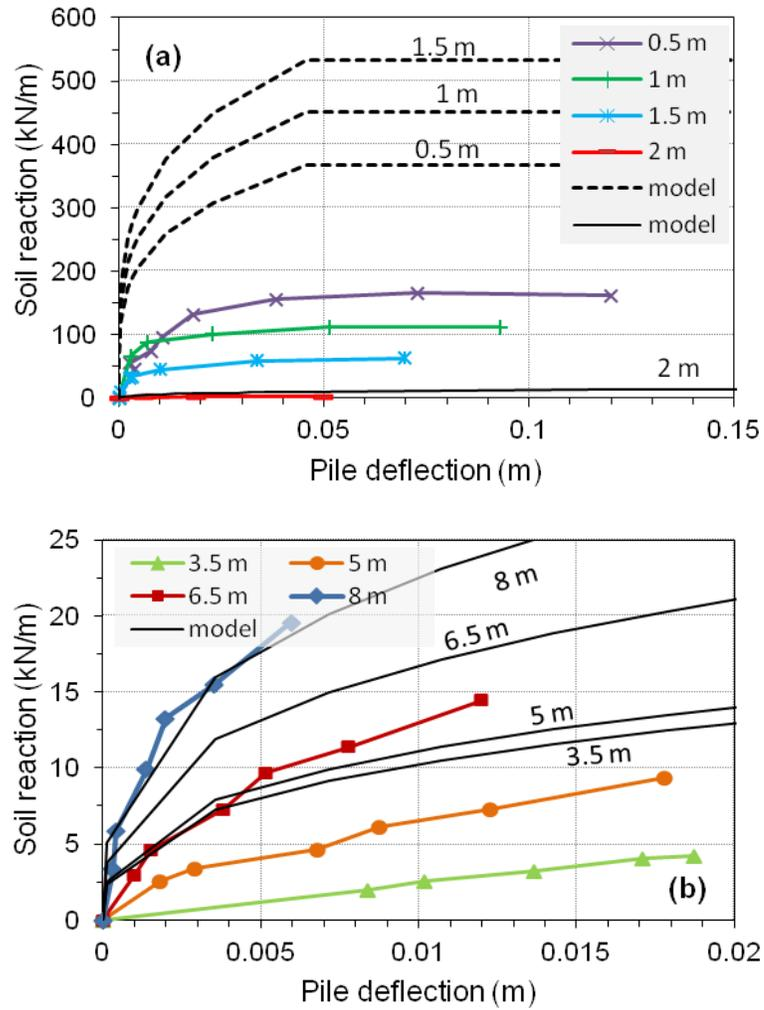 600
500
400
300
200
100
0
Soil reaction (kN/m)
(a)
1.5 m
1 m
0.5 m
2 m
0.5 m
1 m
1.5 m
2 m
model
model
0
0.05
0.1
0.15
Pile deflection (m)
25
20
15
10
5
0
Soil reaction (kN/m)
3.5 m
5 m
6.5 m
8 m
model
8 m
6.5 m
5 m
3.5 m
(b)
0
0.005
0.01
0.015
0.02
Pile deflection (m)